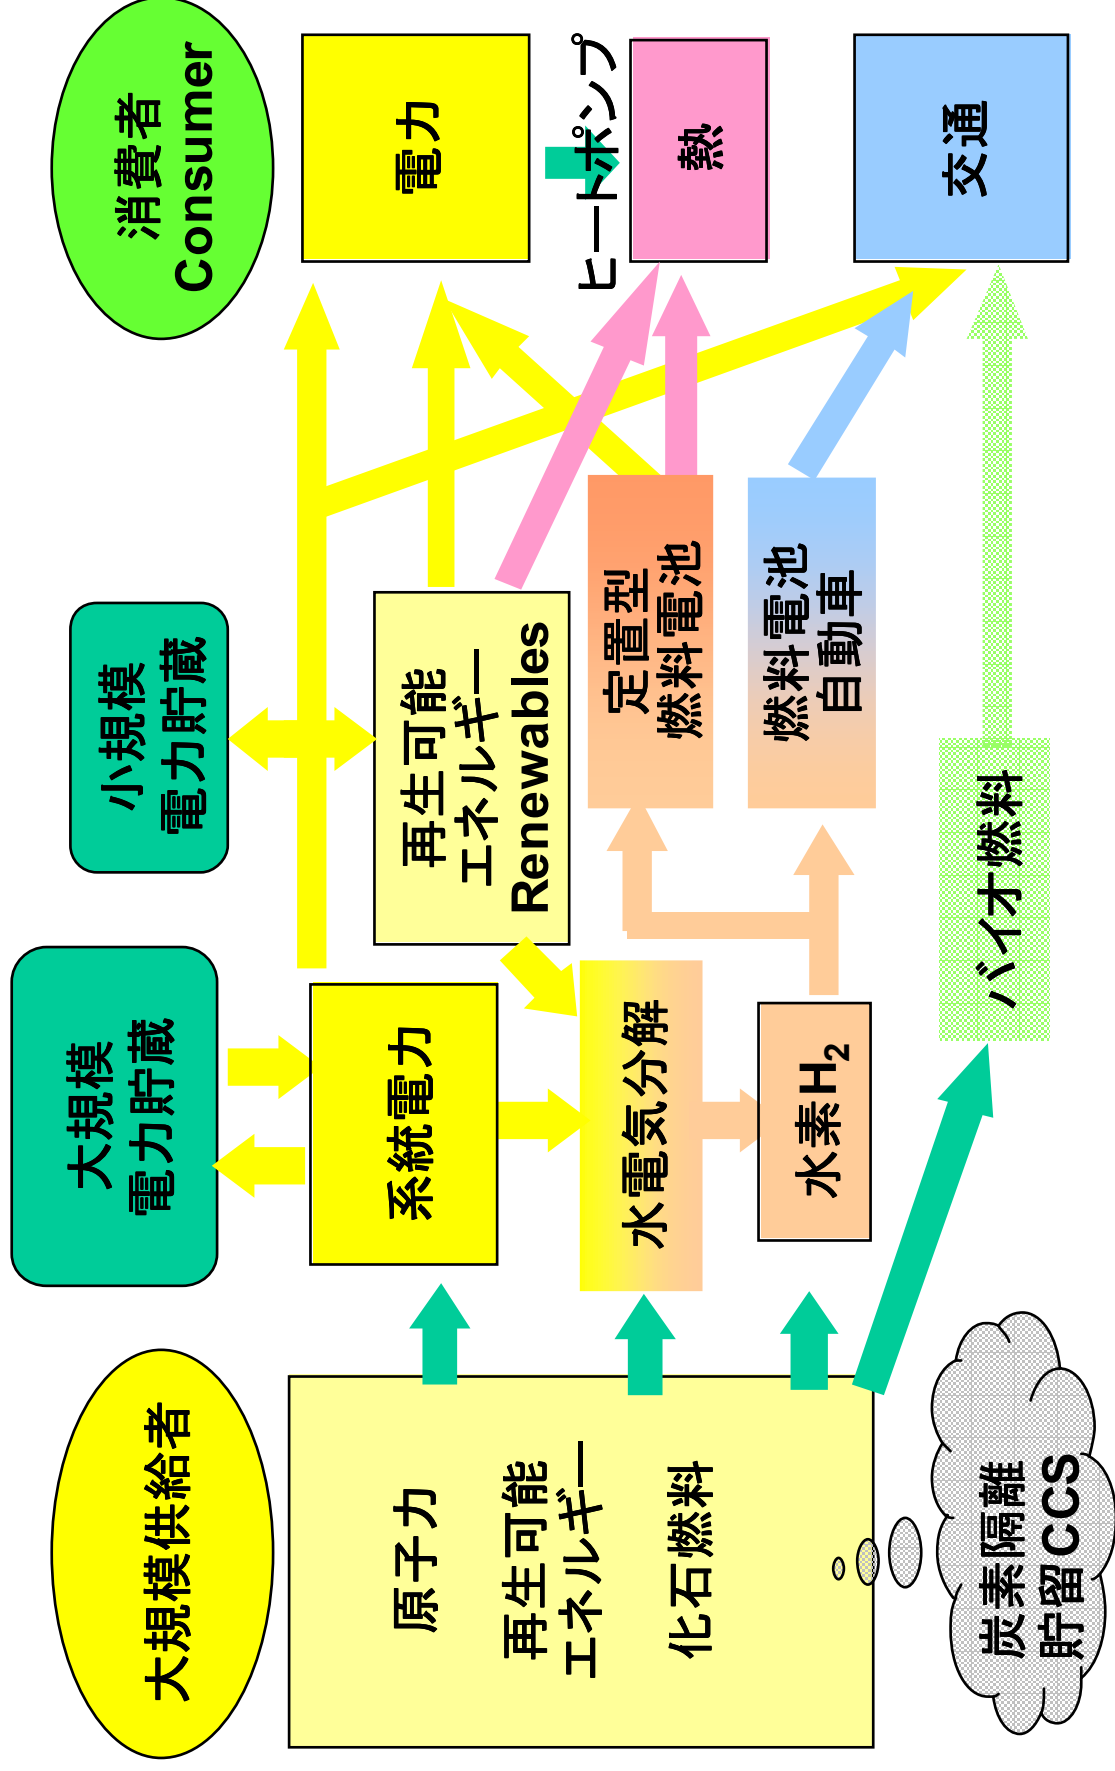 大規模供給者
大規模
電力貯蔵
小規模
電力貯蔵
消費者
Consumer
原子力
再生可能
エネルギー
化石燃料
系統電力
再生可能
エネルギー
Renewables
電力
ヒートポンプ
水電気分解
定置型
燃料電池
熱
水素H2
燃料電池
自動車
交通
バイオ燃料
炭素隔離
貯留CCS